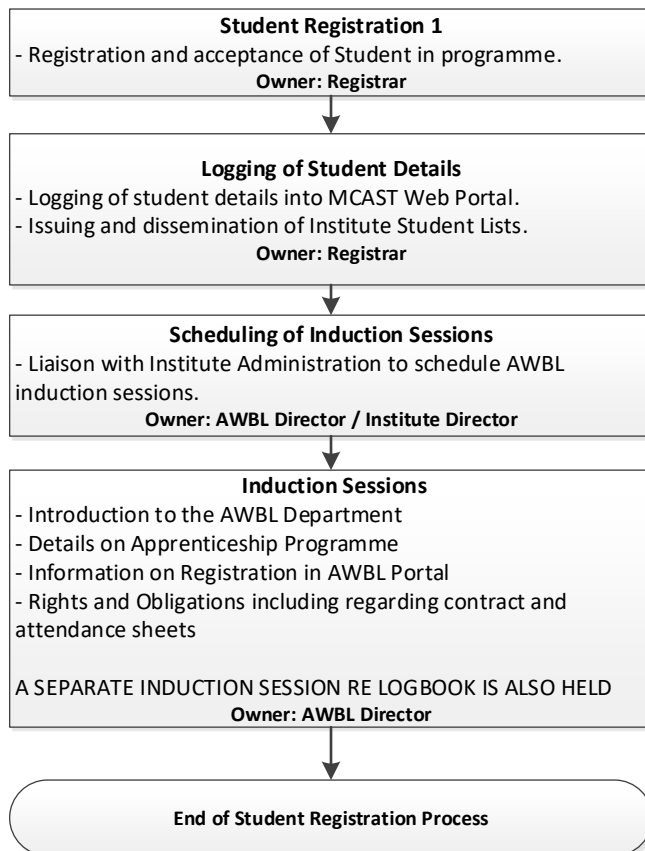 Student Registration 1
- Registration and acceptance of Student in programme.
Owner: Registrar
Logging of Student Details
- Logging of student details into MCAST Web Portal.
- Issuing and dissemination of Institute Student Lists.
Owner: Registrar
Scheduling of Induction Sessions
- Liaison with Institute Administration to schedule AWBL
induction sessions.
Owner: AWBL Director / Institute Director
Induction Sessions
- Introduction to the AWBL Department
- Details on Apprenticeship Programme
- Information on Registration in AWBL Portal
- Rights and Obligations including regarding contract and
attendance sheets
A SEPARATE INDUCTION SESSION RE LOGBOOK IS ALSO HELD
Owner: AWBL Director
End of Student Registration Process